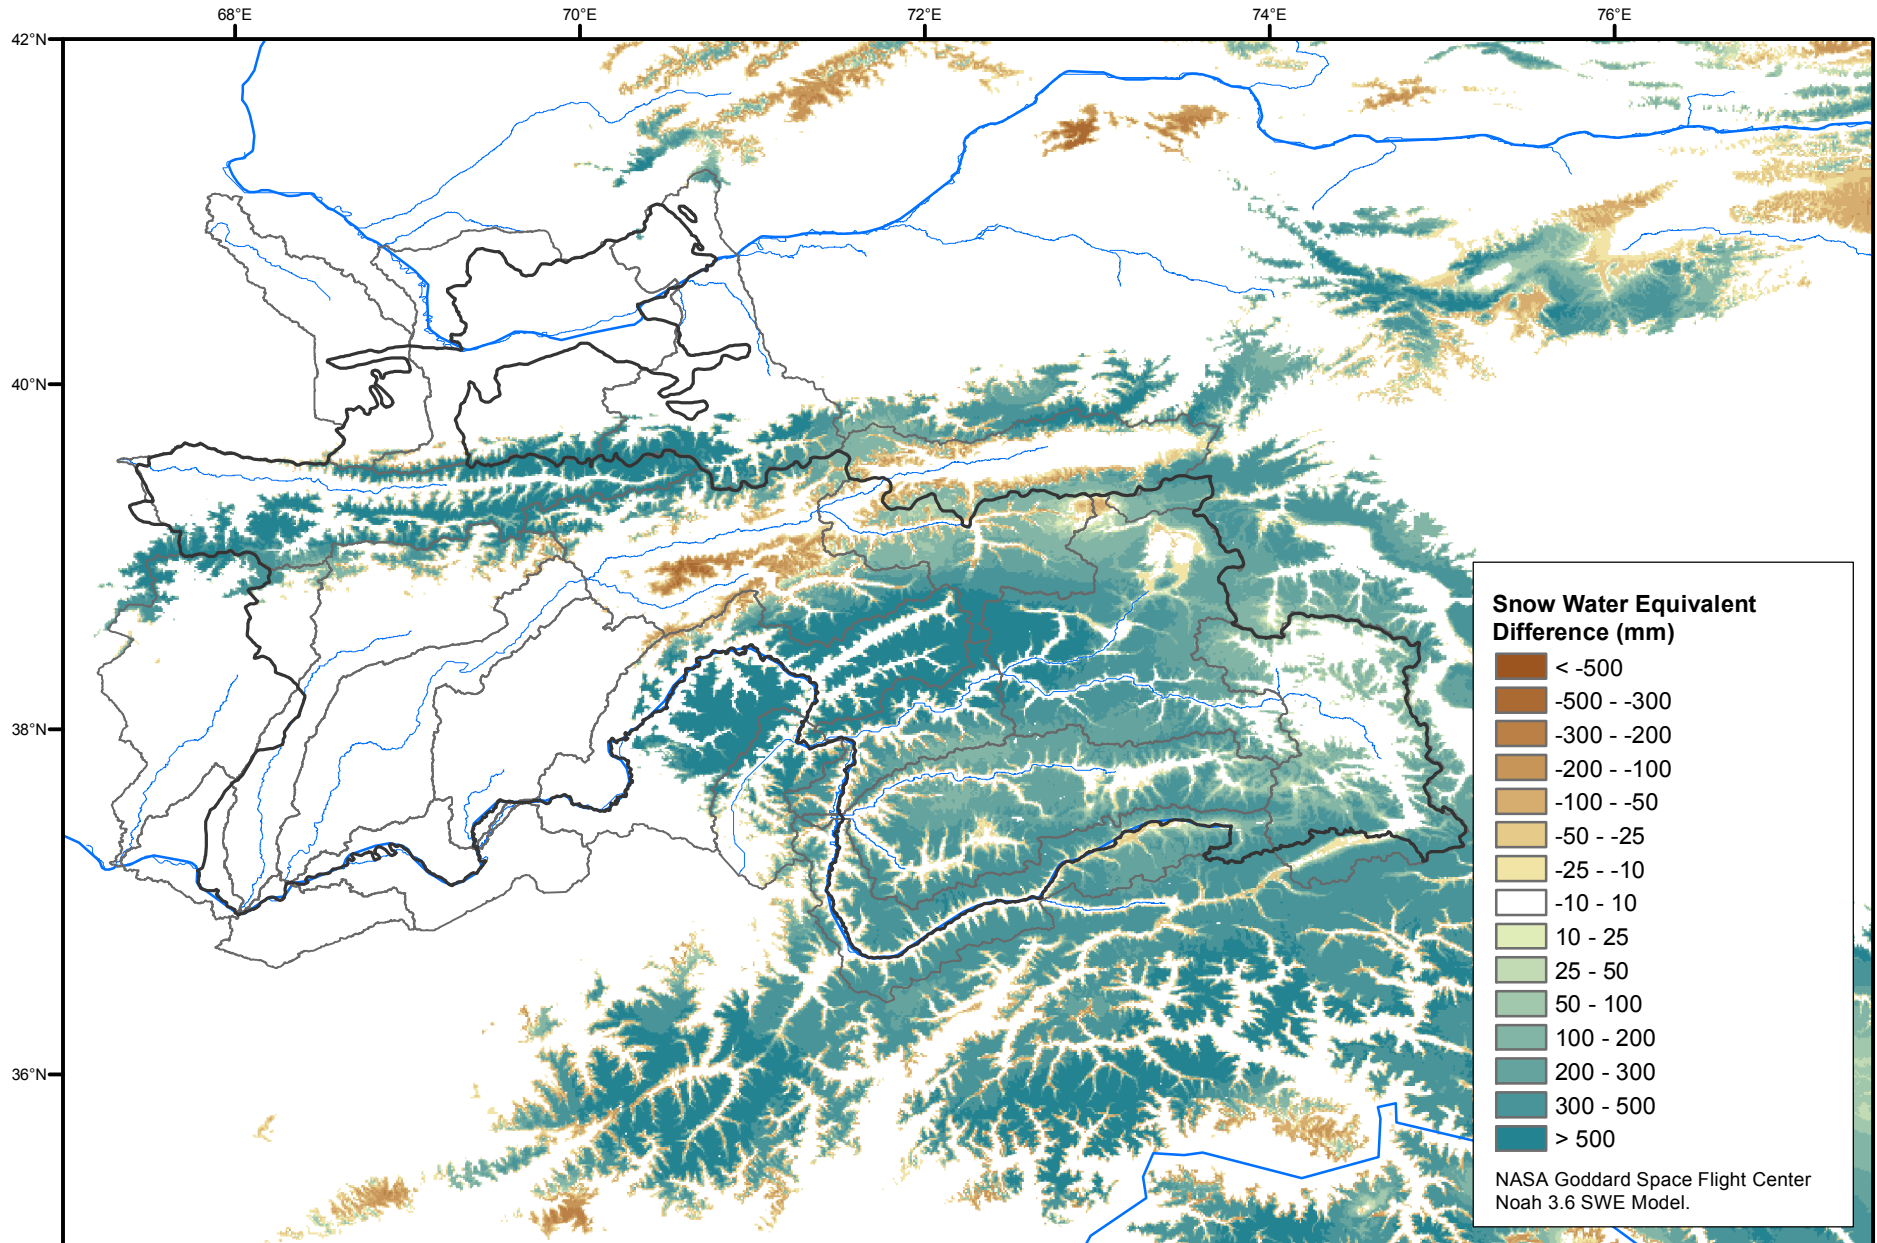 68°E 70°E 72°E 74°E 76°E
42°N
40°N
38°N
36°N
Snow Water Equivalent
Difference (mm)
< -500
-500 - -300
-300 - -200
-200 - -100
-100 - -50
-50 - -25
-25 - -10
-10 - 10
10 - 25
25 - 50
50 - 100
100 - 200
200 - 300
300 - 500
> 500
NASA Goddard Space Flight Center
Noah 3.6 SWE Model.